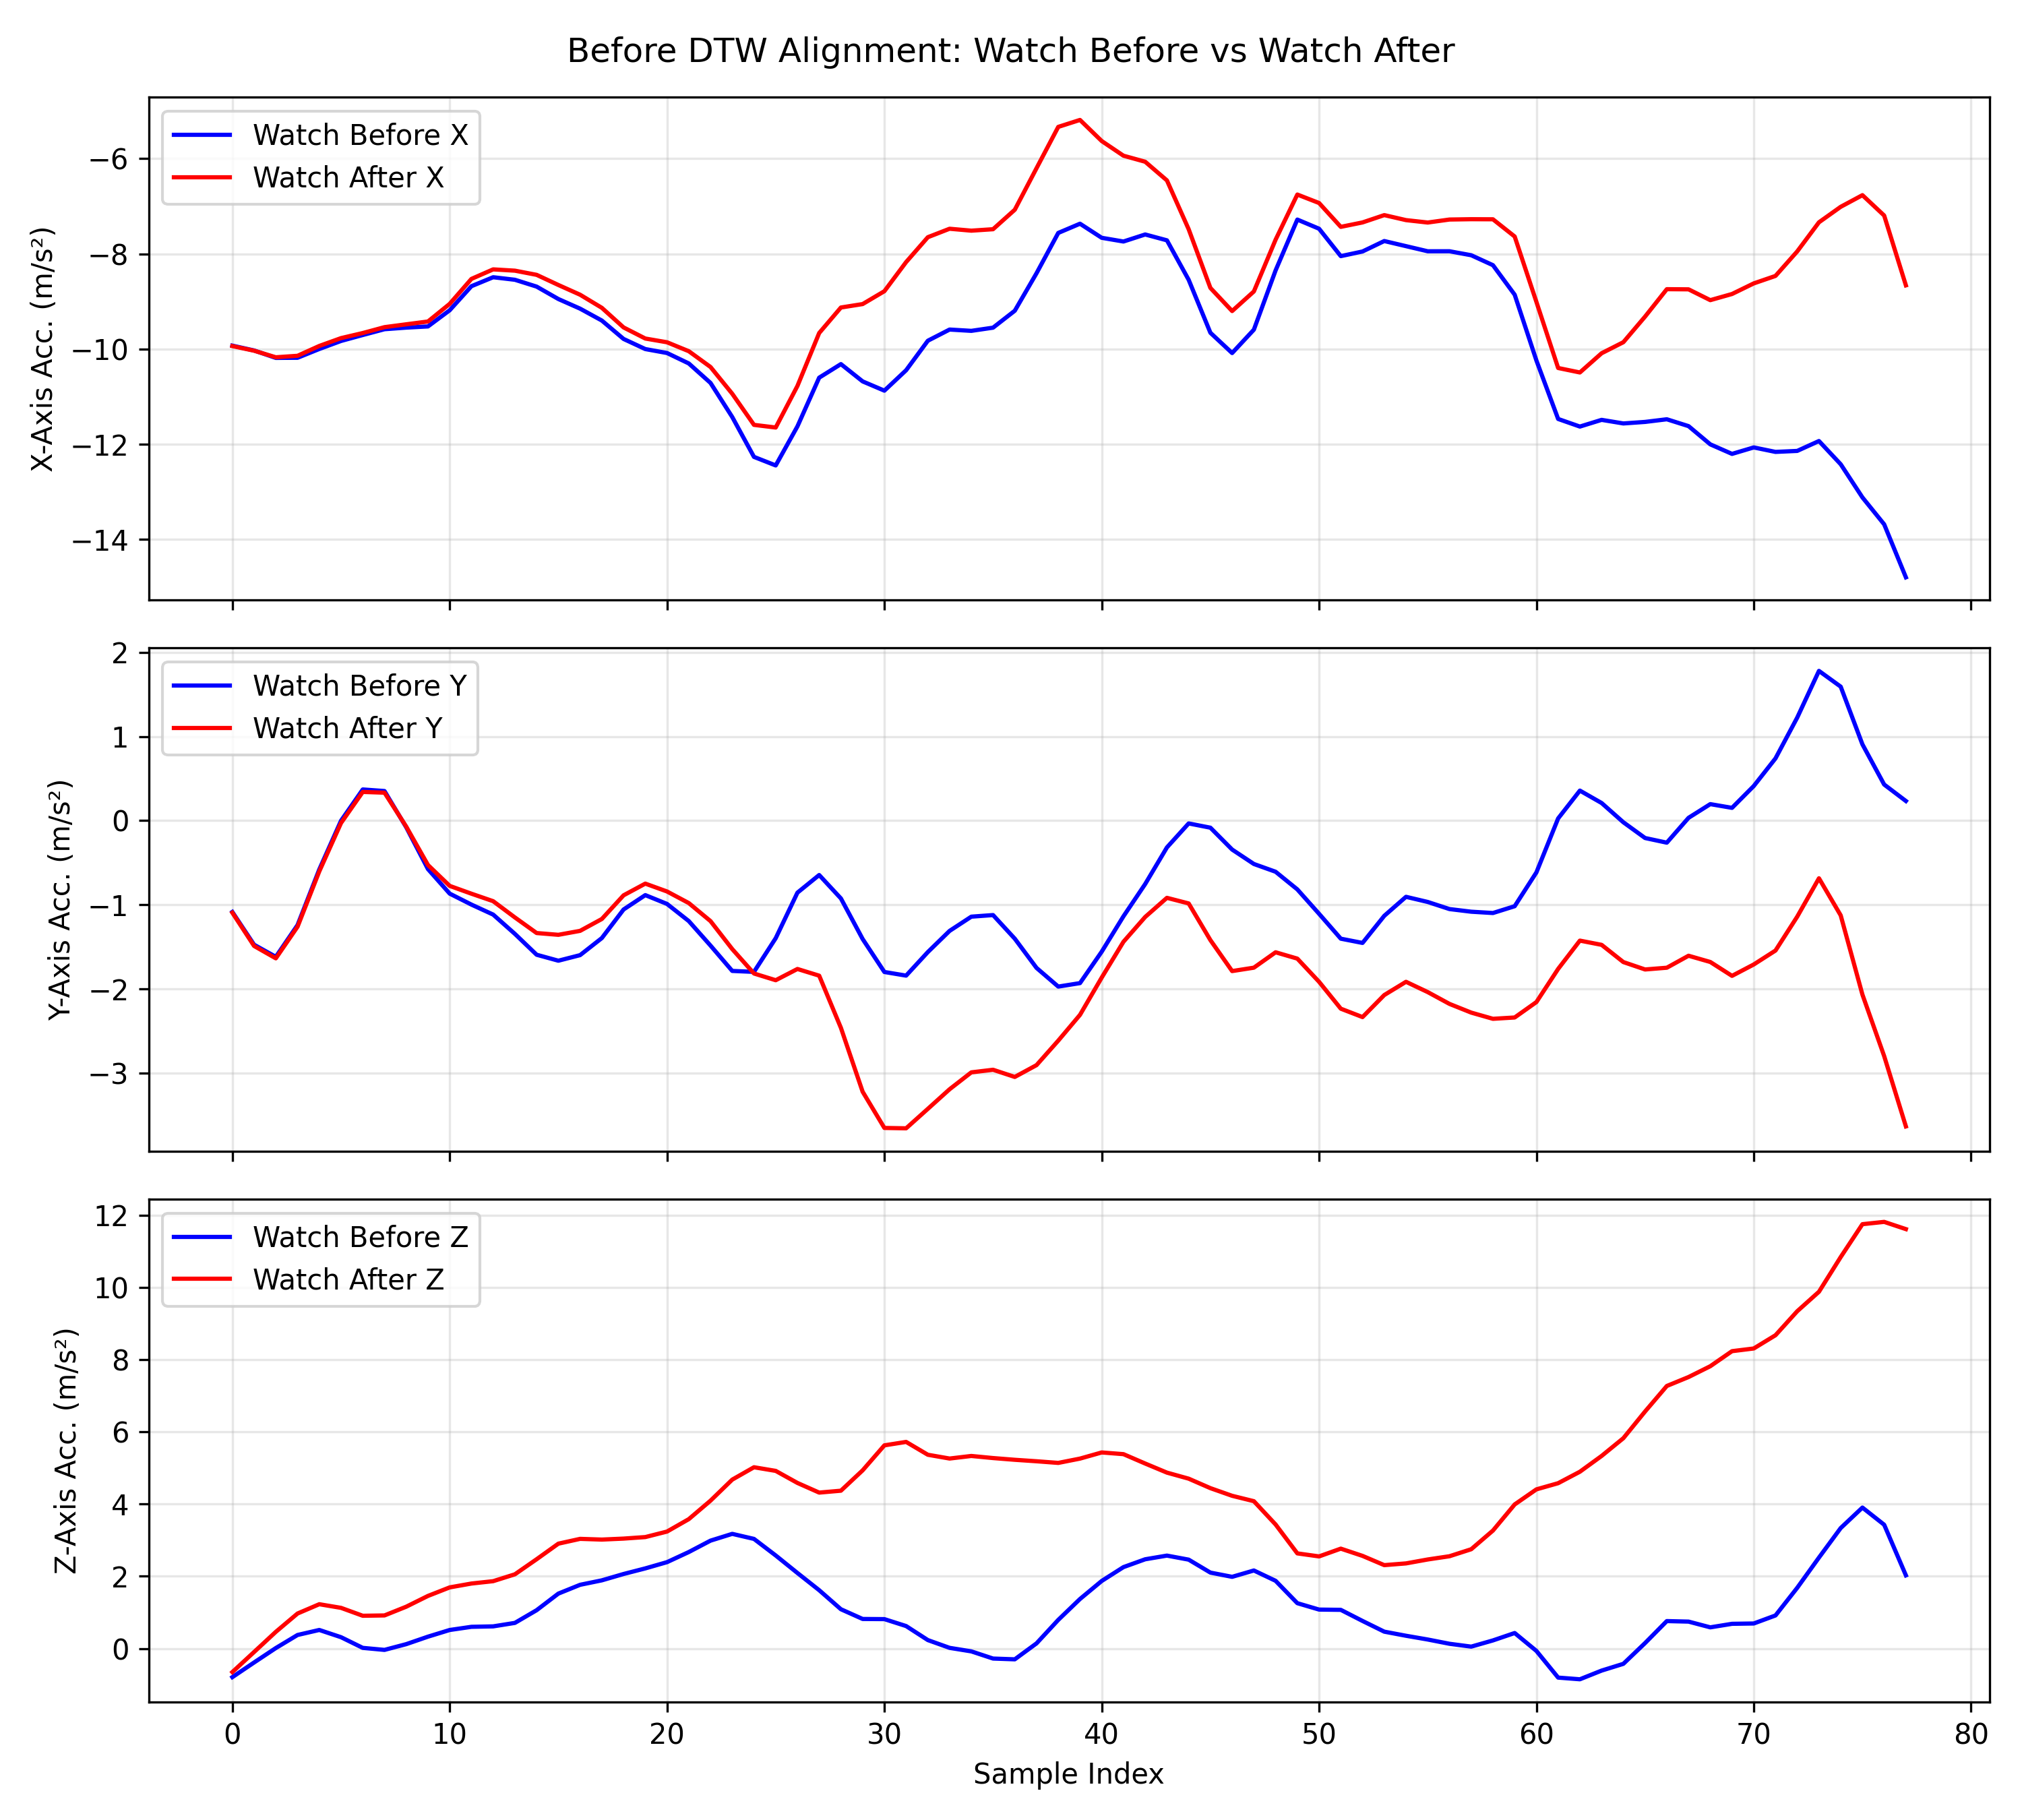 Before DTW Alignment: Watch Before vs Watch After
Watch Before X
Watch After X
−6
−8
−10
−12
−14
X-Axis Acc. (m/s²)
Watch Before Y
Watch After Y
2
1
0
−1
−2
−3
Y-Axis Acc. (m/s²)
Watch Before Z
Watch After Z
12
10
8
6
4
2
0
Z-Axis Acc. (m/s²)
0 10 20 30 40 50 60 70 80
Sample Index